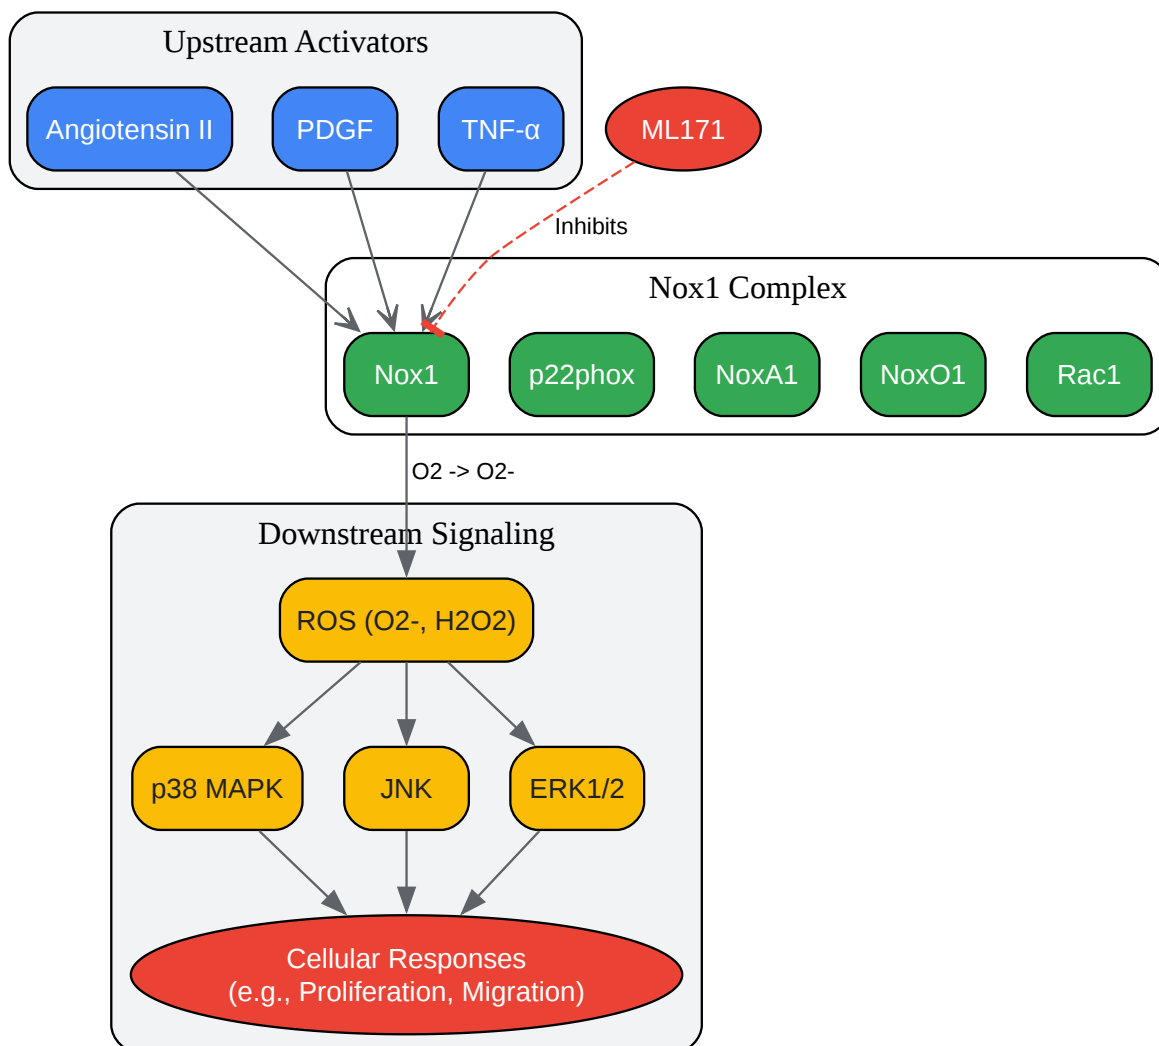 Upstream Activators
Angiotensin II
PDGF
TNF-α
ML171
Inhibits
Nox1 Complex
Nox1
p22phox
NoxA1
NoxO1
Rac1
O2 -> O2-
Downstream Signaling
ROS (O2-, H2O2)
p38 MAPK
JNK
ERK1/2
Cellular Responses
(e.g., Proliferation, Migration)